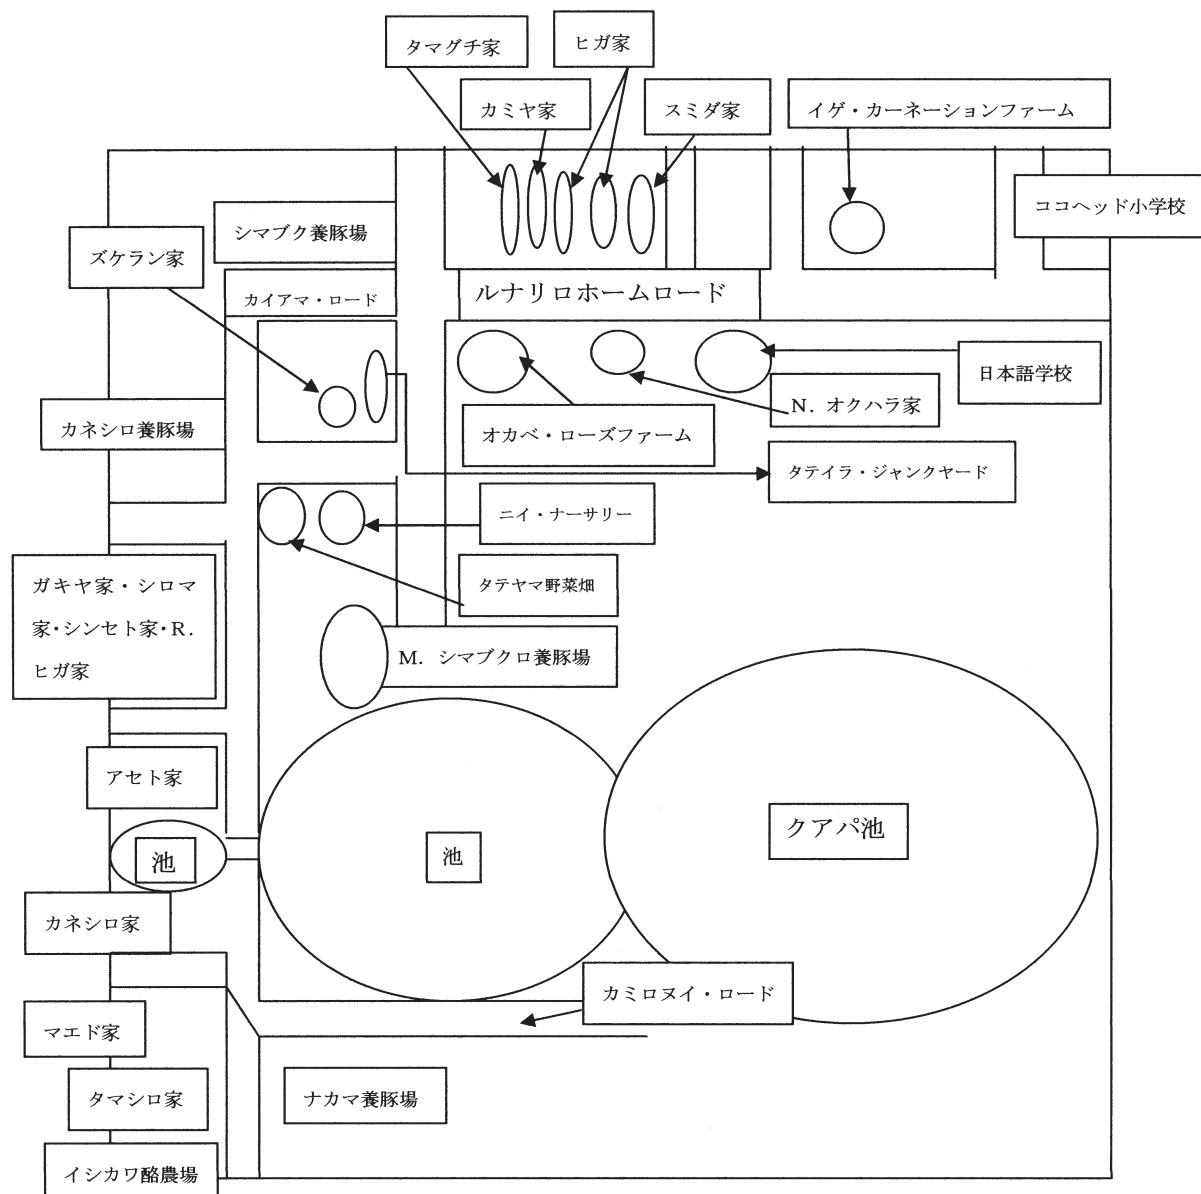 タマグチ家
ヒガ家
カミヤ家
スミダ家
イゲ・カーネーションファーム
ココヘッド小学校
シマブク養豚場
ズケラン家
カイアマ・ロード
ルナリロホームロード
日本語学校
N. オクハラ家
カネシロ養豚場
オカベ・ローズファーム
タテイラ・ジャンクヤード
ニイ・ナーサリー
タテヤマ野菜畑
ガキヤ家・シロマ
家・シンセト家・R.
ヒガ家
M. シマブクロ養豚場
アセト家
クアパ池
池
池
カネシロ家
カミロヌイ・ロード
マエド家
タマシロ家
ナカマ養豚場
イシカワ酪農場